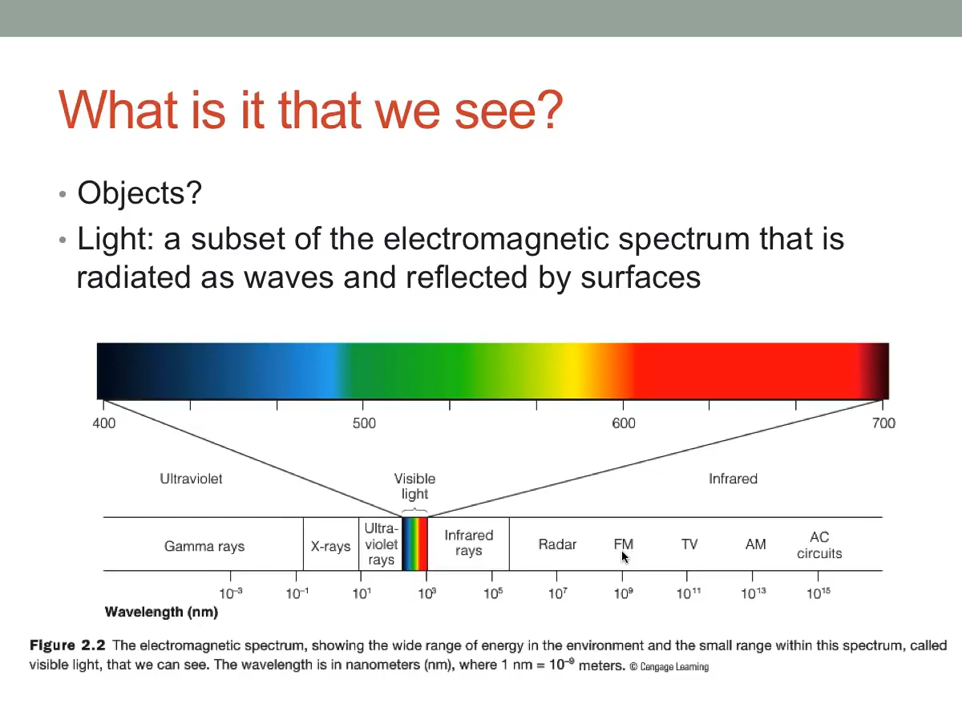 What is it that we see?
• Objects?
• Light: a subset of the electromagnetic spectrum that is
radiated as waves and reflected by surfaces
400 500 600 700
Ultraviolet Visible Infrared
light
Gamma rays X-rays Ultra- Infrared Radar FM TV AM AC
violet rays circuits
rays
10⁻³ 10⁻¹ 10¹ 10³ 10⁵ 10⁷ 10⁹ 10¹¹ 10¹³ 10¹⁵
Wavelength (nm)
Figure 2.2 The electromagnetic spectrum, showing the wide range of energy in the environment and the small range within this spectrum, called
visible light, that we can see. The wavelength is in nanometers (nm), where 1 nm = 10⁻⁹ meters. © Cengage Learning